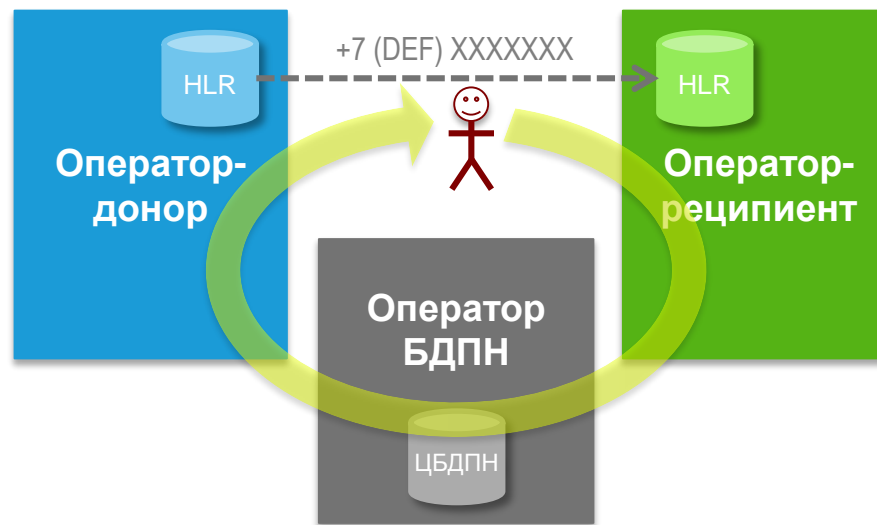 +7 (DEF) XXXXXXX
HLR
HLR
Оператор-
донор
Оператор-
реципиент
Оператор
БДПН
ЦБДПН